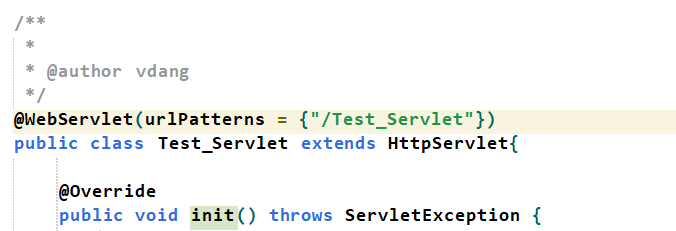 /**
 *
 * @author vdang
 */
@WebServlet(urlPatterns = {"/Test_Servlet"})
public class Test_Servlet extends HttpServlet{
@Override
public void init() throws ServletException {